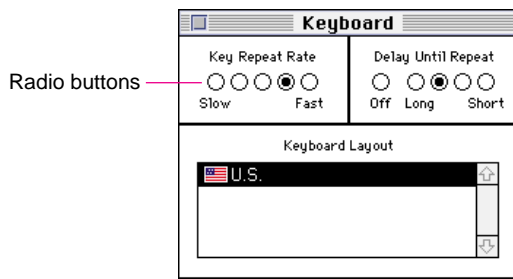 Keyboard
Key Repeat Rate
Slow Fast
Delay Until Repeat
Off Long Short
Radio buttons
Keyboard Layout
U.S.